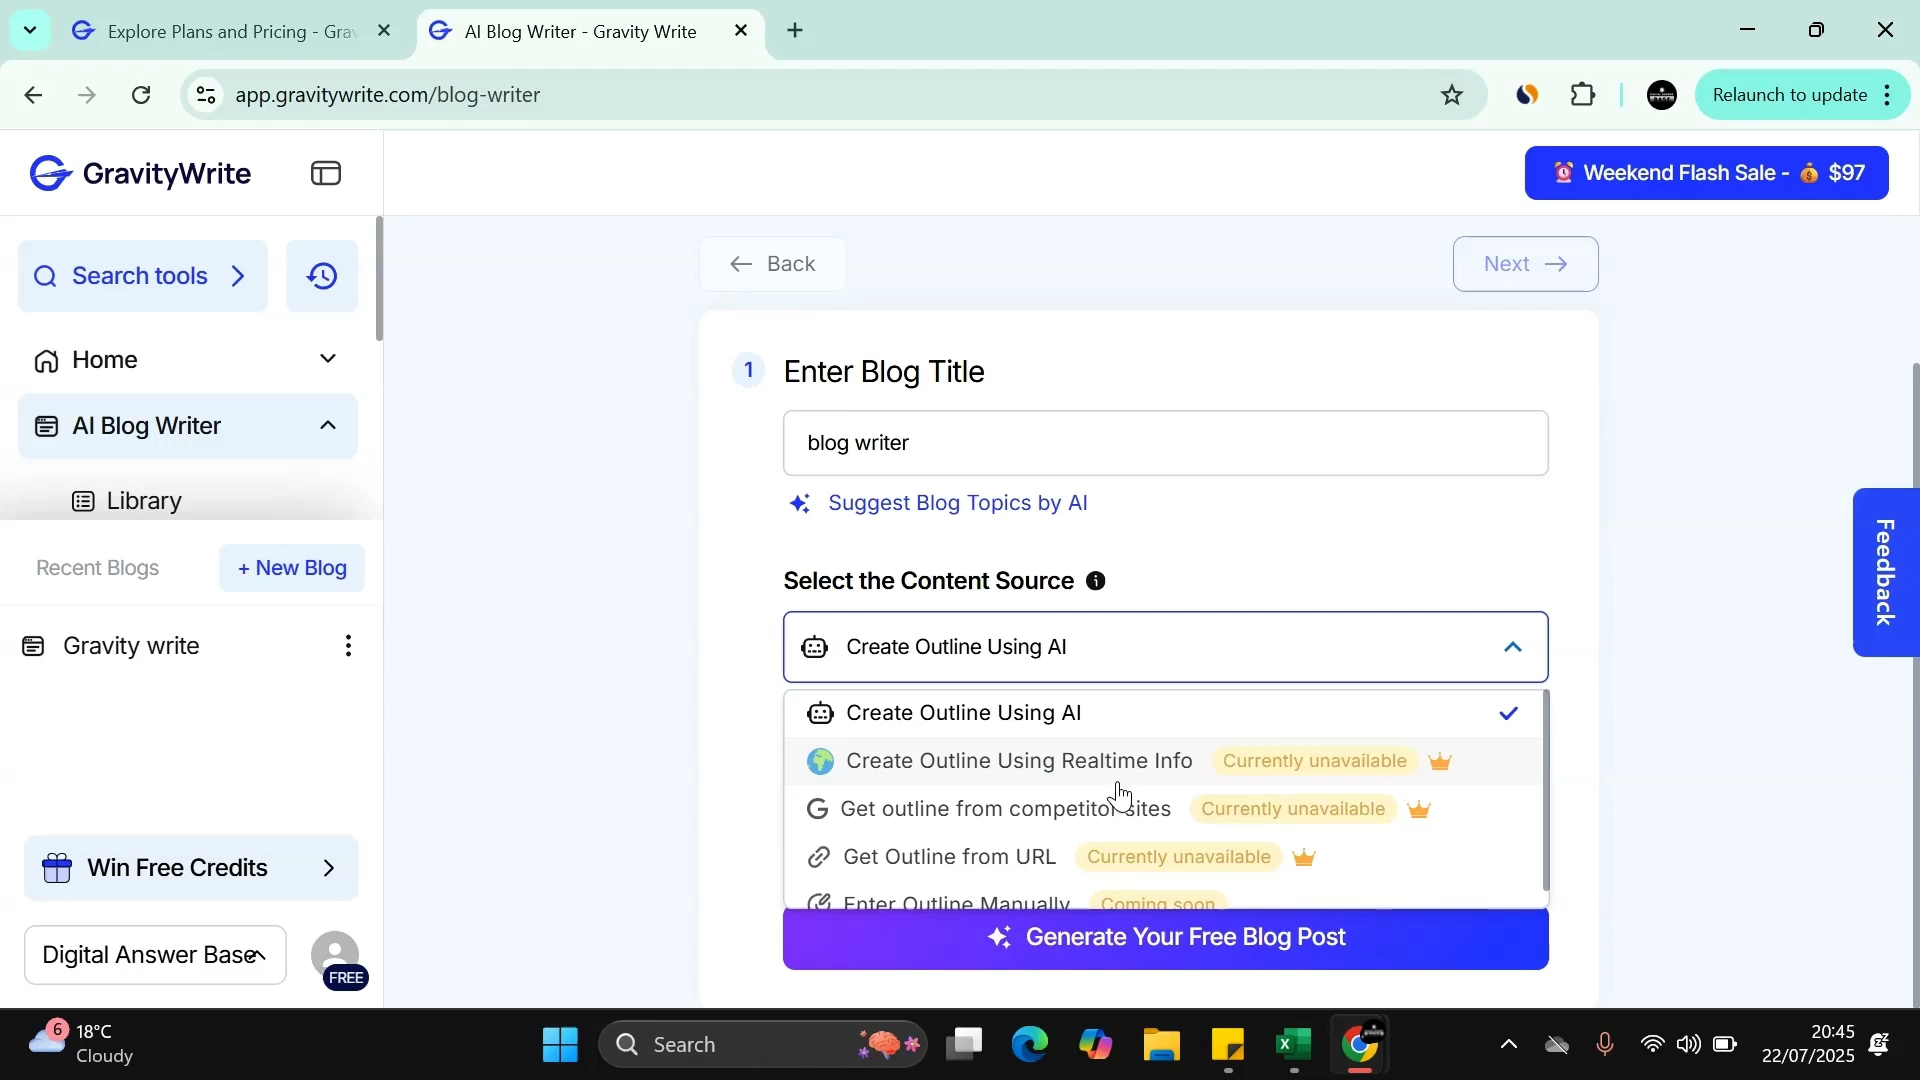 Explore Plans and Pricing - Grav
AI Blog Writer - Gravity Write
app.gravitywrite.com/blog-writer
Relaunch to update
GravityWrite
Weekend Flash Sale - $97
Search tools
Back
Next
Home
1 Enter Blog Title
AI Blog Writer
blog writer
Library
Suggest Blog Topics by AI
Feedback
Recent Blogs
+ New Blog
Select the Content Source
Gravity write
Create Outline Using AI
Create Outline Using AI
Create Outline Using Realtime Info Currently unavailable
Get outline from competitor sites Currently unavailable
Get Outline from URL Currently unavailable
Enter Outline Manually Coming soon
Win Free Credits
Generate Your Free Blog Post
Digital Answer Base
FREE
6
18°C
Cloudy
Search
20:45
22/07/2025